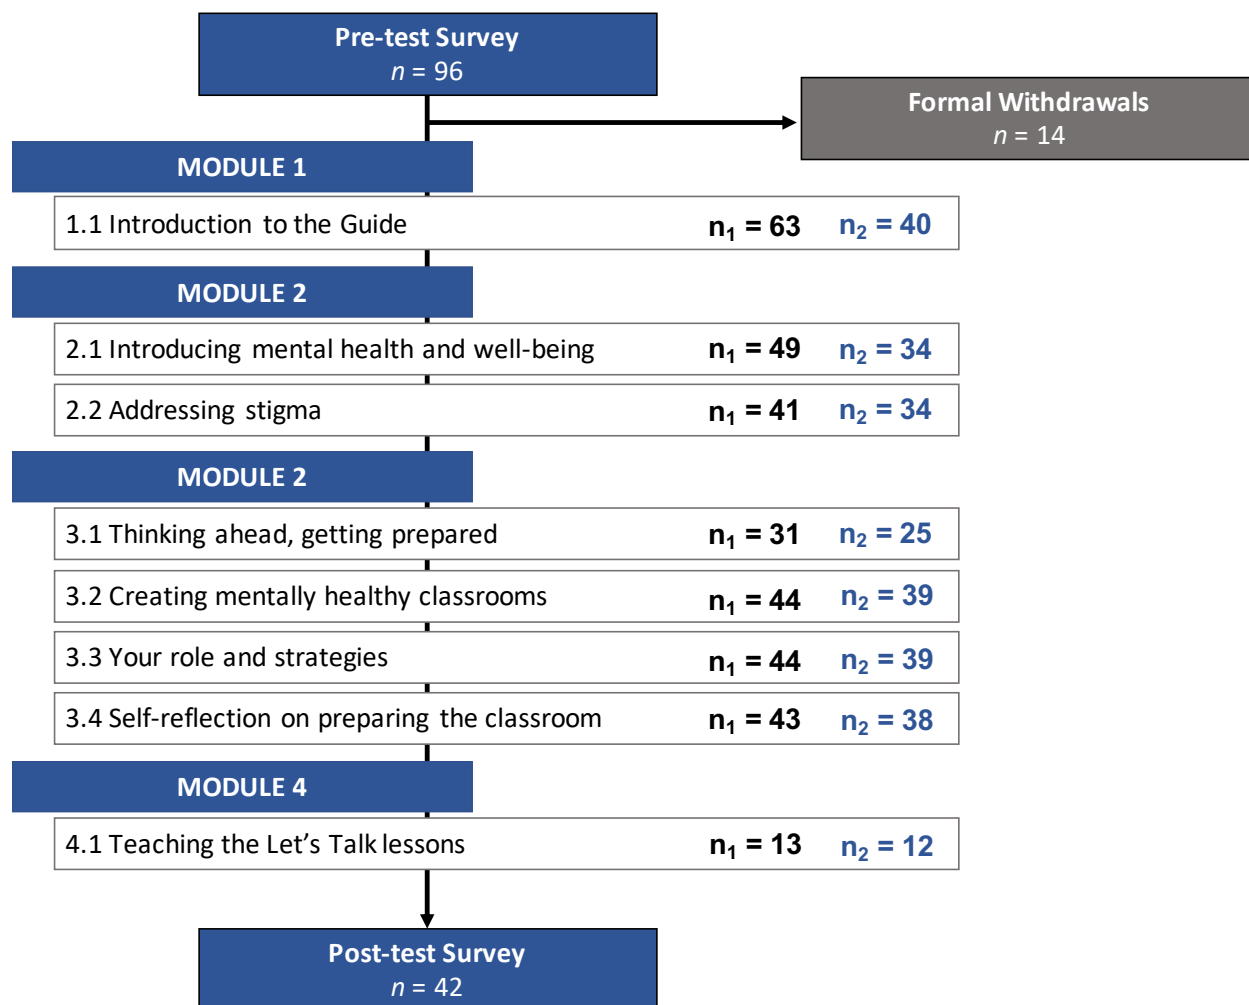 Pre-test Survey
n = 96
Formal Withdrawals
n = 14
MODULE 1
1.1 Introduction to the Guide n₁ = 63 n₂ = 40
MODULE 2
2.1 Introducing mental health and well-being n₁ = 49 n₂ = 34
2.2 Addressing stigma n₁ = 41 n₂ = 34
MODULE 2
3.1 Thinking ahead, getting prepared n₁ = 31 n₂ = 25
3.2 Creating mentally healthy classrooms n₁ = 44 n₂ = 39
3.3 Your role and strategies n₁ = 44 n₂ = 39
3.4 Self-reflection on preparing the classroom n₁ = 43 n₂ = 38
MODULE 4
4.1 Teaching the Let’s Talk lessons n₁ = 13 n₂ = 12
Post-test Survey
n = 42